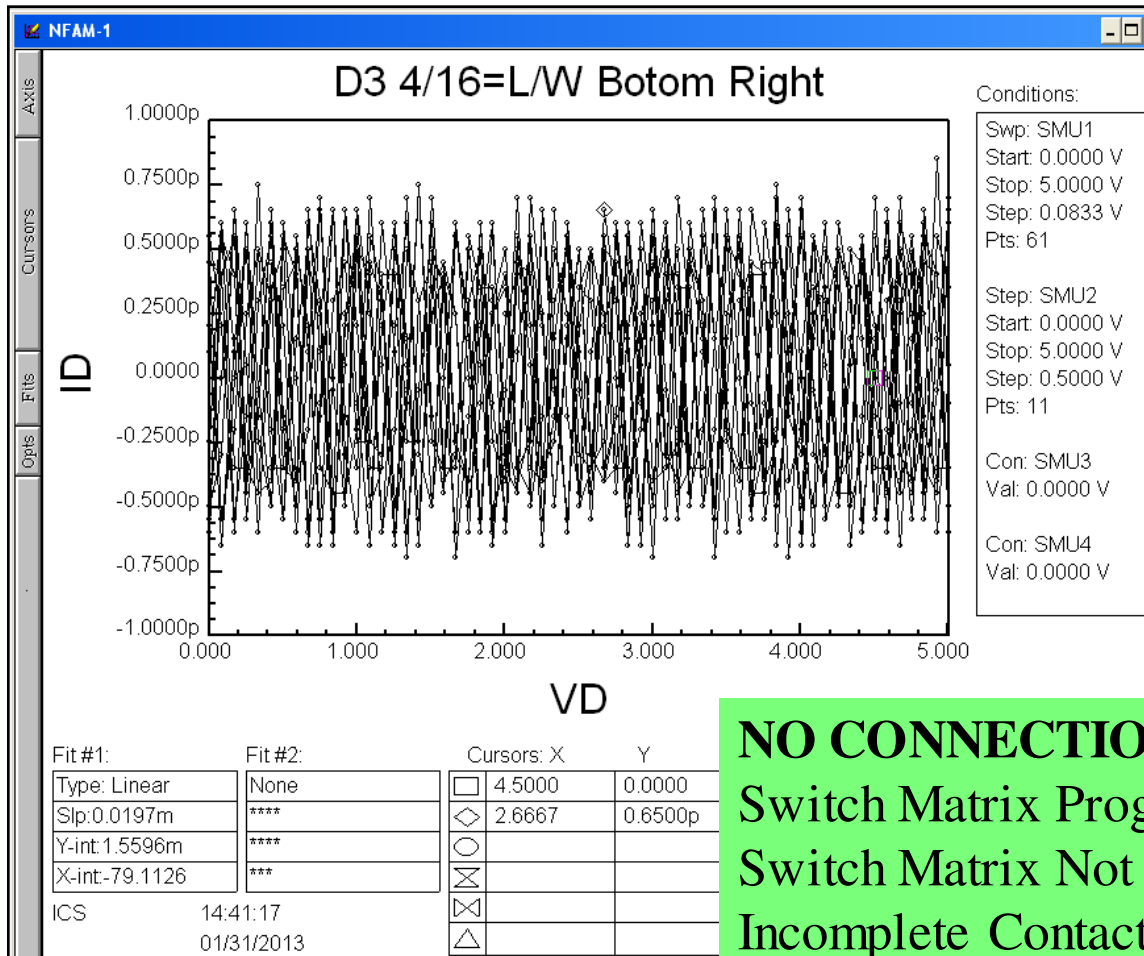 NFAM-1
Axis
Cursors
Fits
Opts
D3 4/16=L/W Botom Right
1.0000p
0.7500p
0.5000p
0.2500p
0.0000
-0.2500p
-0.5000p
-0.7500p
-1.0000p
ID
0.000
1.000
2.000
3.000
4.000
5.000
VD
Conditions:
Swp: SMU1
Start: 0.0000 V
Stop: 5.0000 V
Step: 0.0833 V
Pts: 61
Step: SMU2
Start: 0.0000 V
Stop: 5.0000 V
Step: 0.5000 V
Pts: 11
Con: SMU3
Val: 0.0000 V
Con: SMU4
Val: 0.0000 V
Fit #1:
Type: Linear
Slp:0.0197m
Y-int:1.5596m
X-int:-79.1126
Fit #2:
None
****
****
***
Cursors: X Y
4.5000 0.0000
2.6667 0.6500p
ICS 14:41:17
01/31/2013
NO CONNECTIO
Switch Matrix Prog
Switch Matrix Not
Incomplete Contact